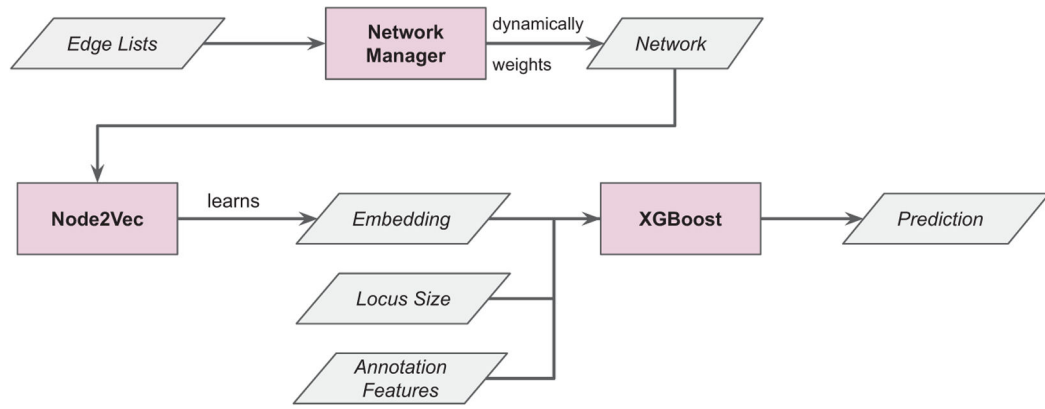 Edge Lists
Network
Manager
dynamically
weights
Network
Node2Vec
learns
Embedding
XGBoost
Prediction
Locus Size
Annotation
Features